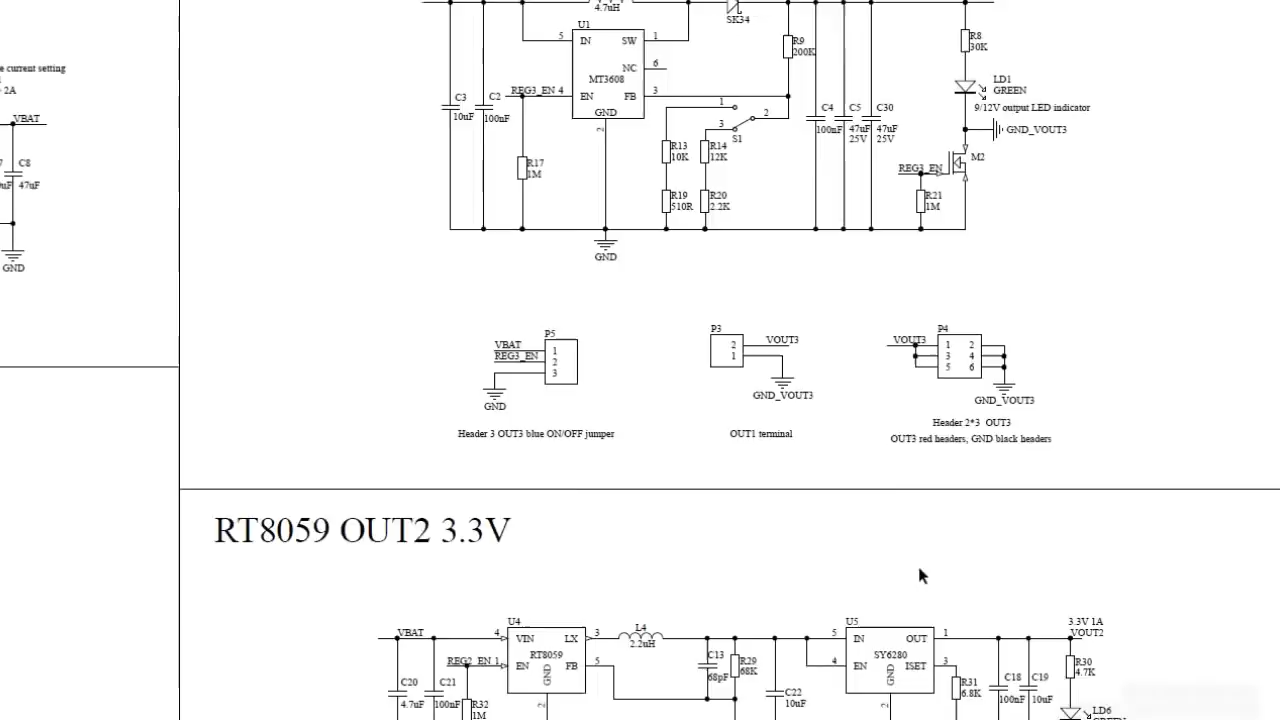 4.7uH
SK34
U1
5 IN SW 1
R9
200K
R8
30K
NC 6
MT3608
LD1
GREEN
9/12V output LED indicator
e current setting
2A
VBAT
C3
10uF
C2
100nF
REG3_EN 4 EN FB 3
GND
2
1
2
3
S1
C4
100nF
C5
47uF
25V
C30
47uF
25V
GND_VOUT3
M2
REG3_EN
C8
47uF
uF
R17
1M
R13
10K
R14
12K
R19
510R
R20
2.2K
R21
1M
GND
GND
P5
VBAT 1
REG3_EN 2
3
GND
Header 3 OUT3 blue ON/OFF jumper
P3
2 VOUT3
1
GND_VOUT3
OUT1 terminal
P4
VOUT3 1 2
3 4
5 6
GND_VOUT3
Header 2*3 OUT3
OUT3 red headers, GND black headers
RT8059 OUT2 3.3V
U4
VBAT 4 VIN LX 3
RT8059
REG2_EN 1 EN FB 5
GND
2
L4
2.2uH
C20
4.7uF
C21
100nF
R32
1M
C13
68pF
R29
68K
C22
10uF
U5
5 IN OUT 1
SY6280
4 EN ISET 3
GND
2
R31
6.8K
C18
100nF
C19
10uF
3.3V 1A
VOUT2
R30
4.7K
LD6